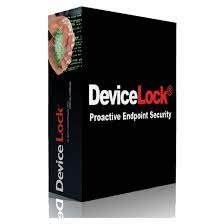 DeviceLock®
Proactive Endpoint Security
DeviceLock